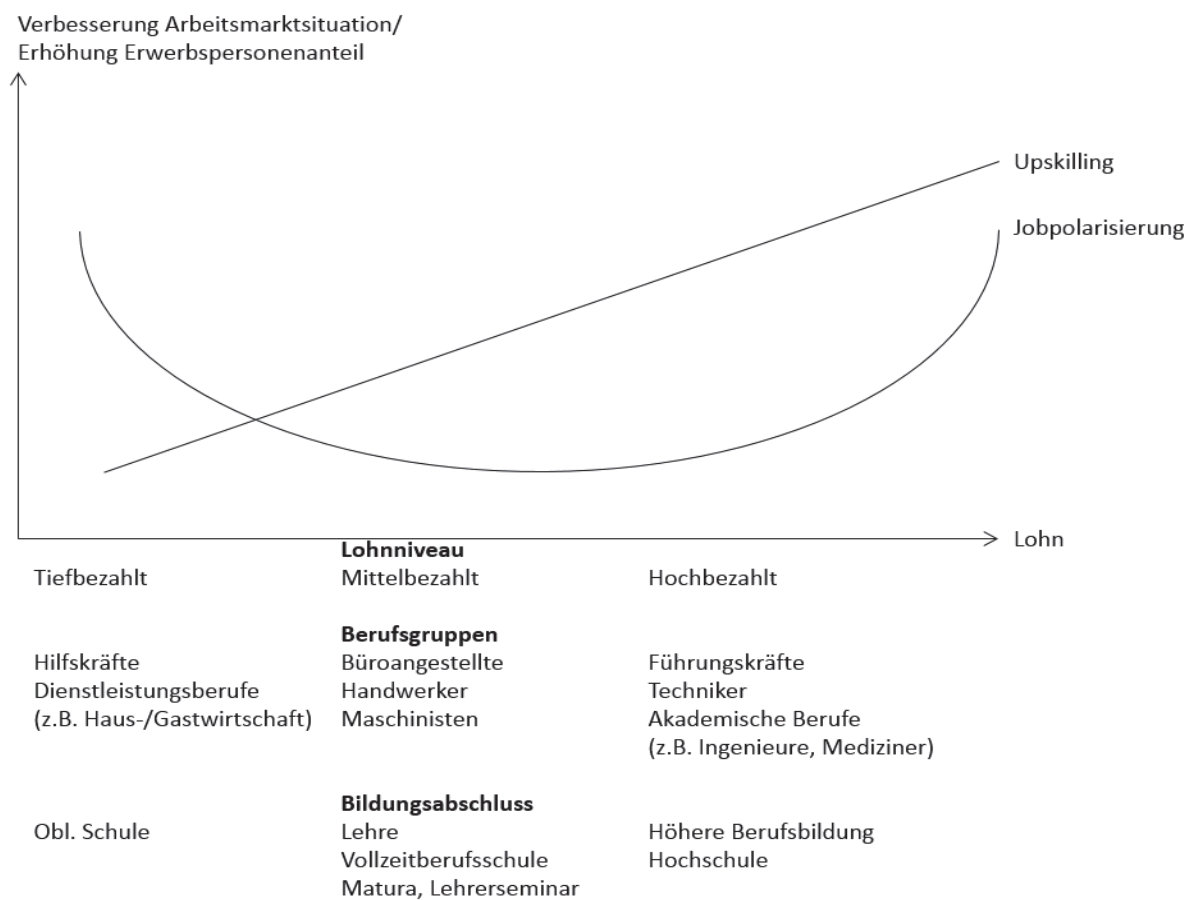 Verbesserung Arbeitsmarktsituation/
Erhöhung Erwerbspersonenanteil
Upskilling
Jobpolarisierung
Lohn
Lohnniveau
Tiefbezahlt
Mittelbezahlt
Hochbezahlt
Berufsgruppen
Hilfskräfte
Dienstleistungsberufe
(z.B. Haus-/Gastwirtschaft)
Büroangestellte
Handwerker
Maschinisten
Führungskräfte
Techniker
Akademische Berufe
(z.B. Ingenieure, Mediziner)
Bildungsabschluss
Obl. Schule
Lehre
Vollzeitberufsschule
Matura, Lehrerseminar
Höhere Berufsbildung
Hochschule